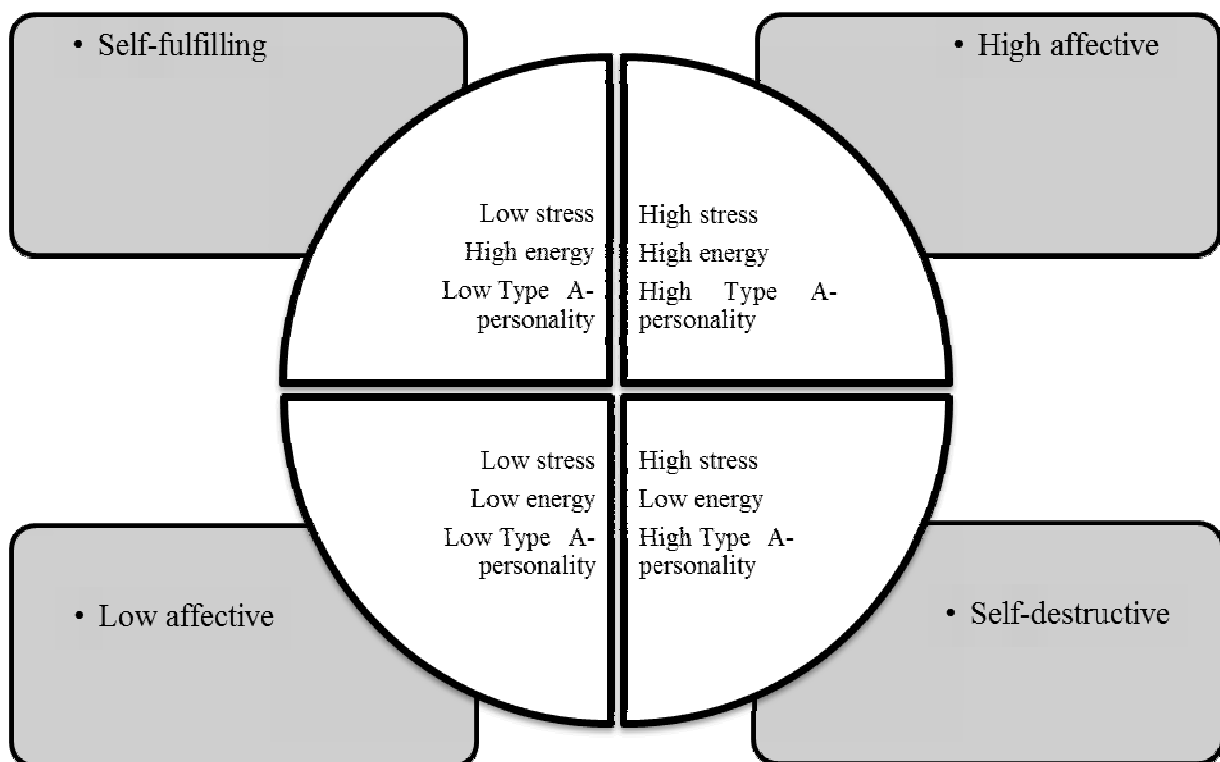 • Self-fulfilling
• High affective
Low stress
High energy
Low Type A-
personality
High stress
High energy
High Type A-
personality
Low stress
Low energy
Low Type A-
personality
High stress
Low energy
High Type A-
personality
• Low affective
• Self-destructive